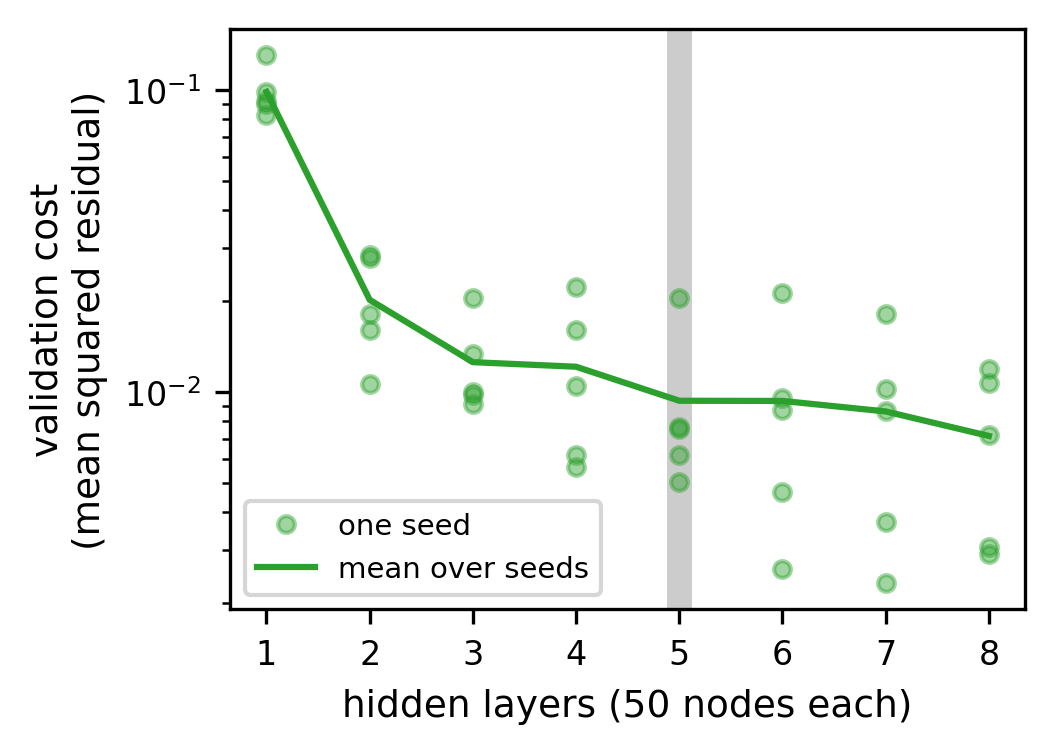 validation cost
(mean squared residual)
10⁻¹
10⁻²
one seed
mean over seeds
1 2 3 4 5 6 7 8
hidden layers (50 nodes each)